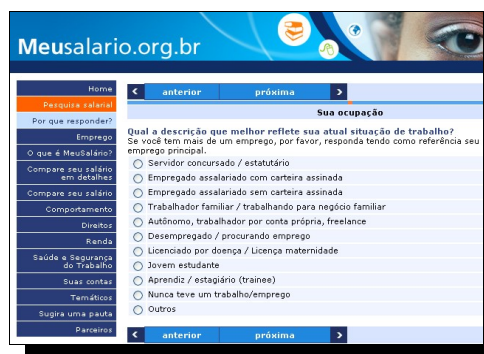 Meusalario.org.br
Home
Pesquisa salarial
Por que responder?
Emprego
O que é MeuSalário?
Compare seu salário
em detalhes
Compare seu salário
Comportamento
Direitos
Renda
Saúde e Segurança
do Trabalho
Suas contas
Temáticos
Sugira uma pauta
Parceiros
anterior próxima
Sua ocupação
Qual a descrição que melhor reflete sua atual situação de trabalho?
Se você tem mais de um emprego, por favor, responda tendo como referência seu
emprego principal.
Servidor concursado / estatutário
Empregado assalariado com carteira assinada
Empregado assalariado sem carteira assinada
Trabalhador familiar / trabalhando para negócio familiar
Autônomo, trabalhador por conta própria, freelance
Desempregado / procurando emprego
Licenciado por doença / Licença maternidade
Jovem estudante
Aprendiz / estagiário (trainee)
Nunca teve um trabalho/emprego
Outros
anterior próxima